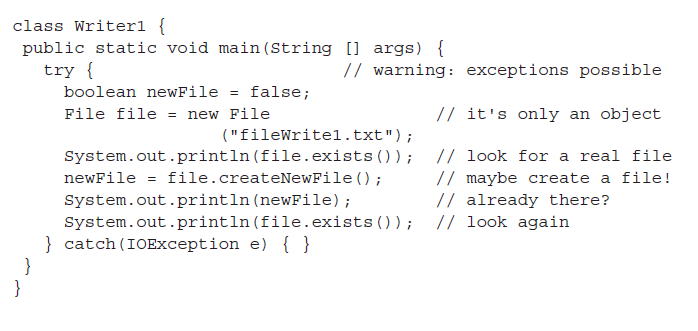 class Writer1 {
public static void main(String [] args) {
try { // warning: exceptions possible
boolean newFile = false;
File file = new File // it's only an object
("fileWrite1.txt");
System.out.println(file.exists()); // look for a real file
newFile = file.createNewFile(); // maybe create a file!
System.out.println(newFile); // already there?
System.out.println(file.exists()); // look again
} catch(IOException e) { }
}
}